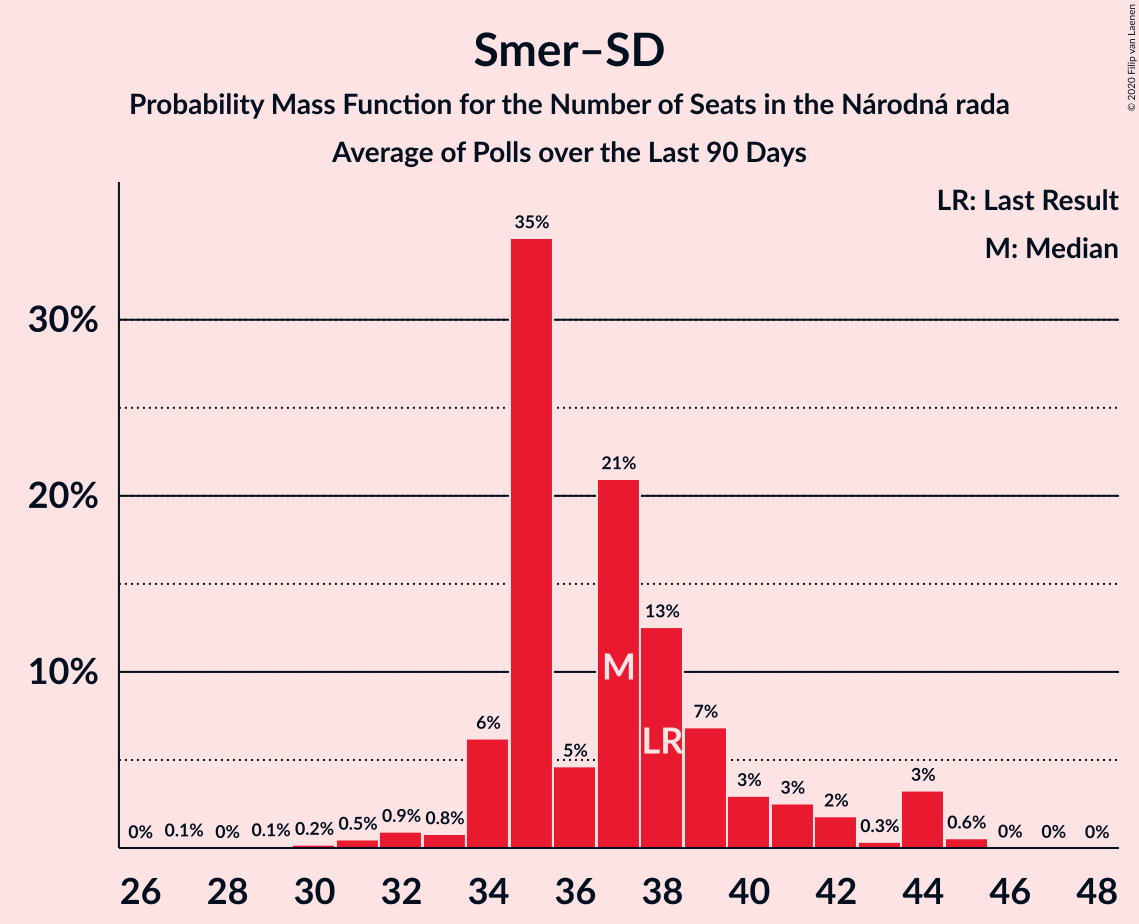 Smer–SD
Probability Mass Function for the Number of Seats in the Národná rada
Average of Polls over the Last 90 Days
© 2020 Filip van Laenen
LR: Last Result
M: Median
30%
20%
10%
0%
0.1%
0%
0.1%
0.2%
0.5%
0.9%
0.8%
6%
35%
5%
21%
13%
7%
3%
3%
2%
0.3%
3%
0.6%
0%
0%
0%
M
LR
26 28 30 32 34 36 38 40 42 44 46 48